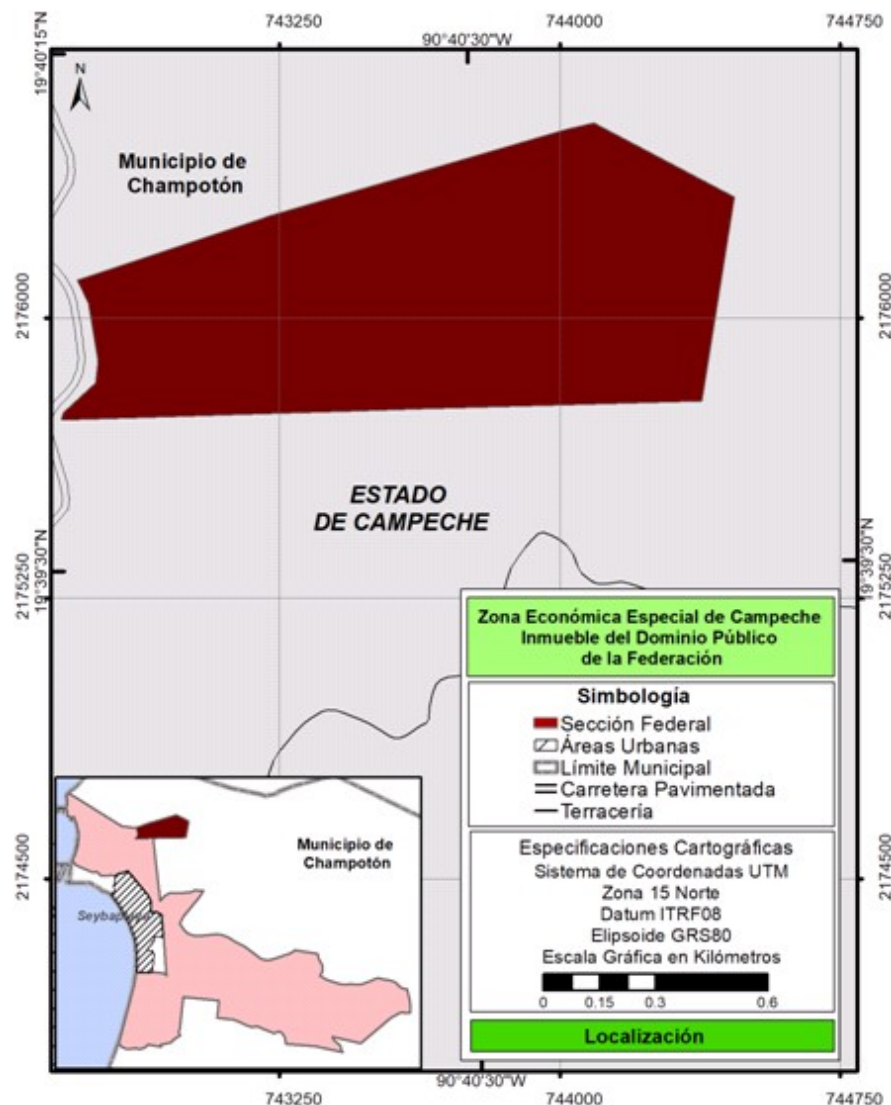 743250
744000
744750
90°40'30"W
19°40'15"N
N
Municipio de
Champotón
2176000
2176000
ESTADO
DE CAMPECHE
19°39'30"N
19°39'30"N
2175250
2175250
Zona Económica Especial de Campeche
Inmueble del Dominio Público
de la Federación
Simbología
Sección Federal
Áreas Urbanas
Límite Municipal
Carretera Pavimentada
Terracería
Municipio de
Champotón
2174500
2174500
Especificaciones Cartográficas
Sistema de Coordenadas UTM
Zona 15 Norte
Datum ITRF08
Elipsoide GRS80
Escala Gráfica en Kilómetros
0 0.15 0.3 0.6
Localización
90°40'30"W
743250
744000
744750